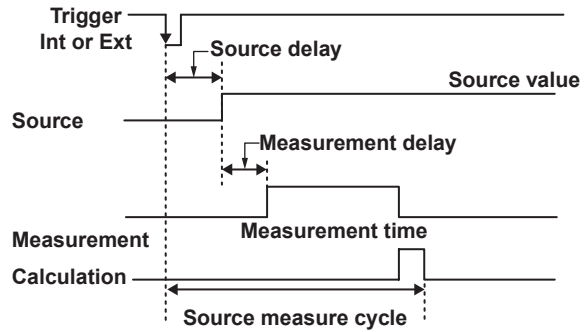 Trigger
Int or Ext
Source delay
Source value
Source
Measurement delay
Measurement time
Measurement
Calculation
Source measure cycle